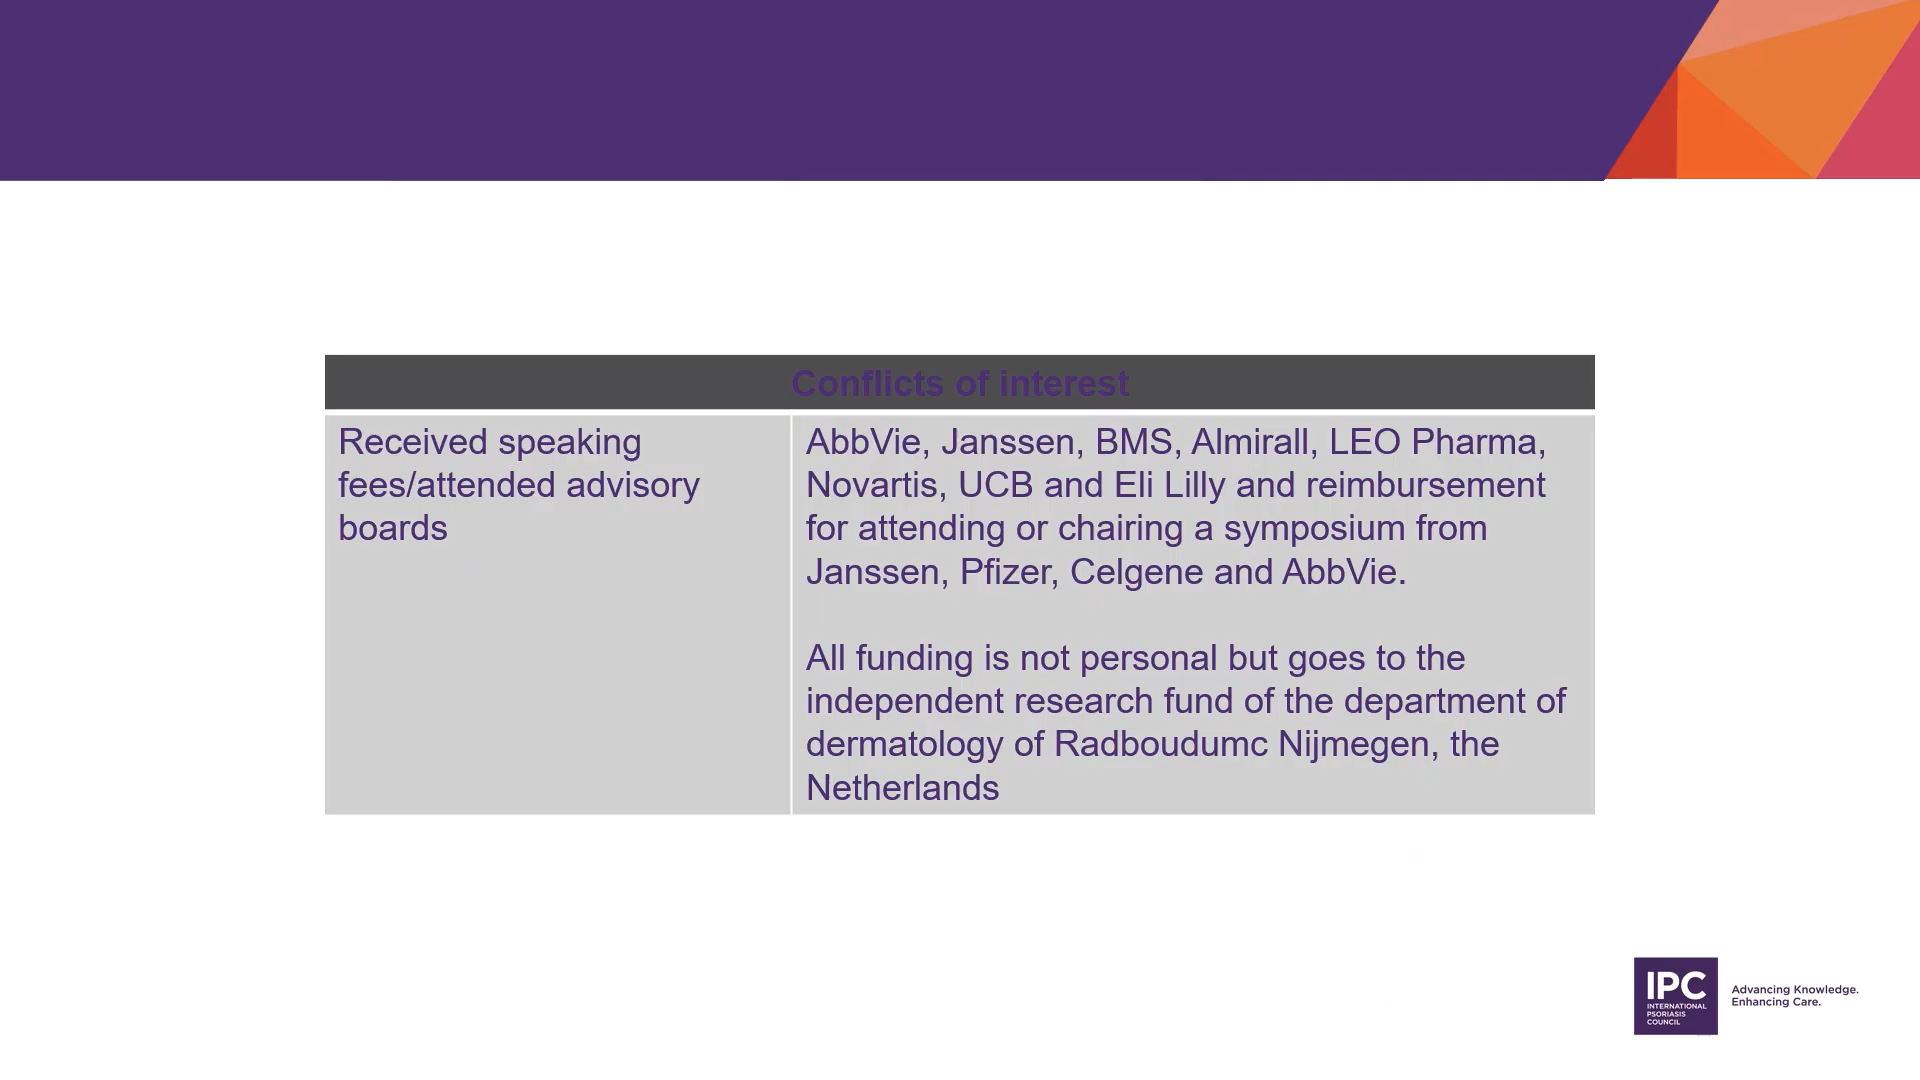 Conflicts of interest
Received speaking
fees/attended advisory
boards
AbbVie, Janssen, BMS, Almirall, LEO Pharma,
Novartis, UCB and Eli Lilly and reimbursement
for attending or chairing a symposium from
Janssen, Pfizer, Celgene and AbbVie.
All funding is not personal but goes to the
independent research fund of the department of
dermatology of Radboudumc Nijmegen, the
Netherlands
IPC
INTERNATIONAL
PSORIASIS
COUNCIL
Advancing Knowledge.
Enhancing Care.